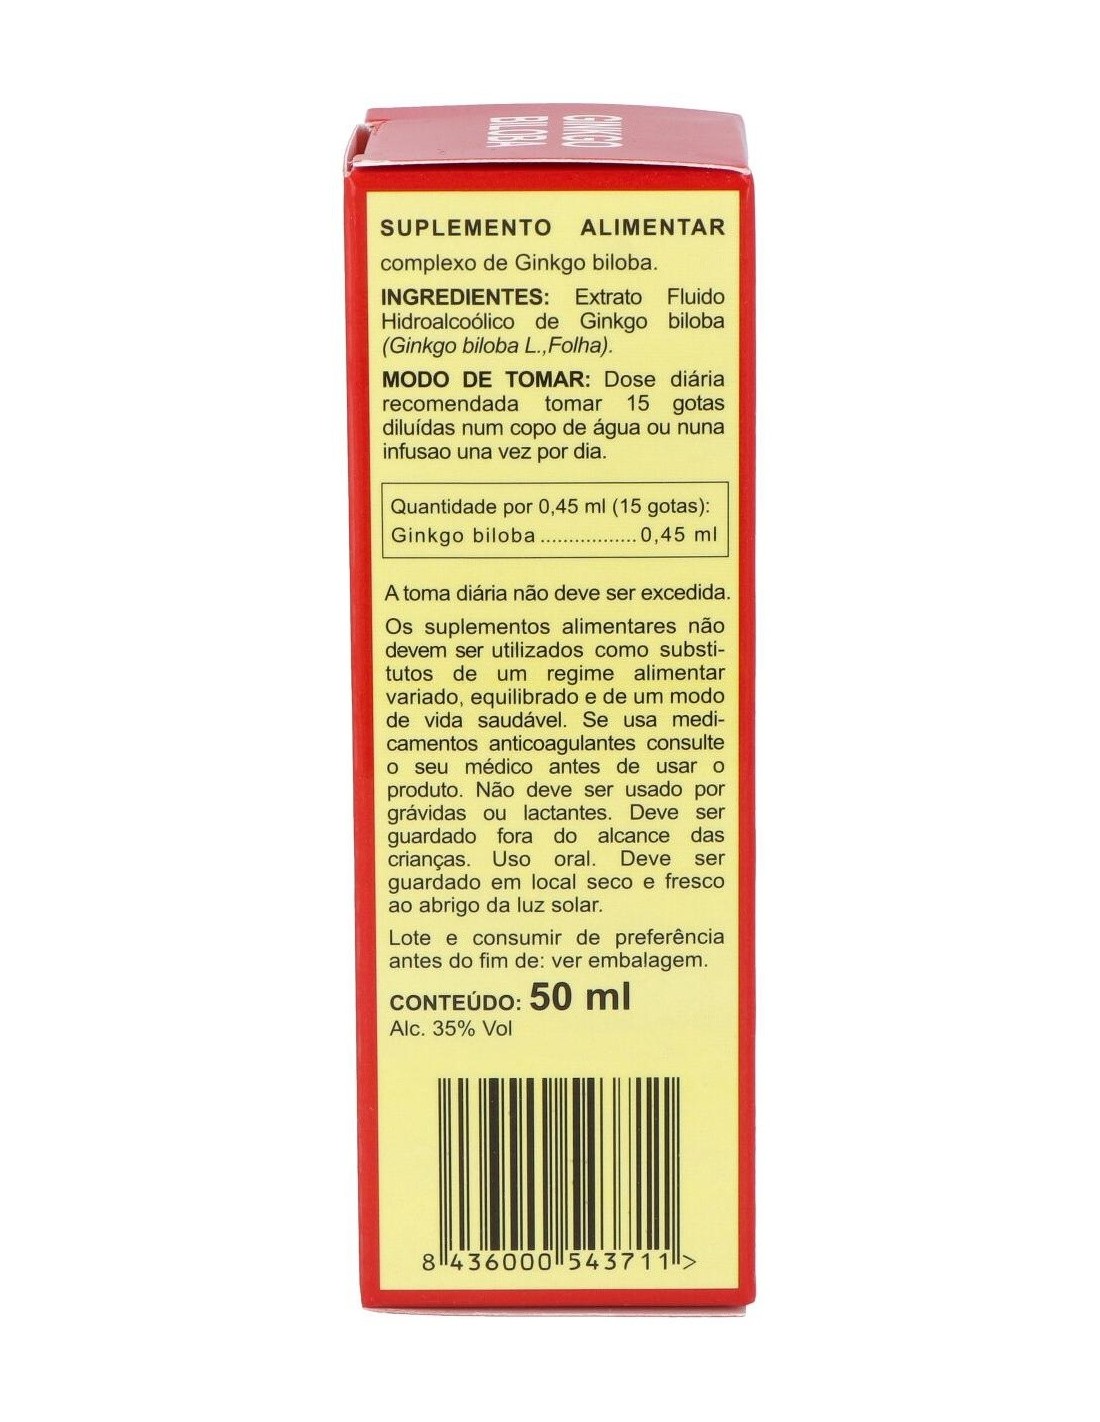 GINKGO
BILOBA
SUPLEMENTO ALIMENTAR
complexo de Ginkgo biloba.
INGREDIENTES: Extrato Fluido
Hidroalcoólico de Ginkgo biloba
(Ginkgo biloba L.,Folha).
MODO DE TOMAR: Dose diária
recomendada tomar 15 gotas
diluídas num copo de água ou nuna
infusao una vez por dia.
Quantidade por 0,45 ml (15 gotas):
Ginkgo biloba.................0,45 ml
A toma diária não deve ser excedida.
Os suplementos alimentares não
devem ser utilizados como substi-
tutos de um regime alimentar
variado, equilibrado e de um modo
de vida saudável. Se usa medi-
camentos anticoagulantes consulte
o seu médico antes de usar o
produto. Não deve ser usado por
grávidas ou lactantes. Deve ser
guardado fora do alcance das
crianças. Uso oral. Deve ser
guardado em local seco e fresco
ao abrigo da luz solar.
Lote e consumir de preferência
antes do fim de: ver embalagem.
CONTEÚDO: 50 ml
Alc. 35% Vol
8 436000 543711 >